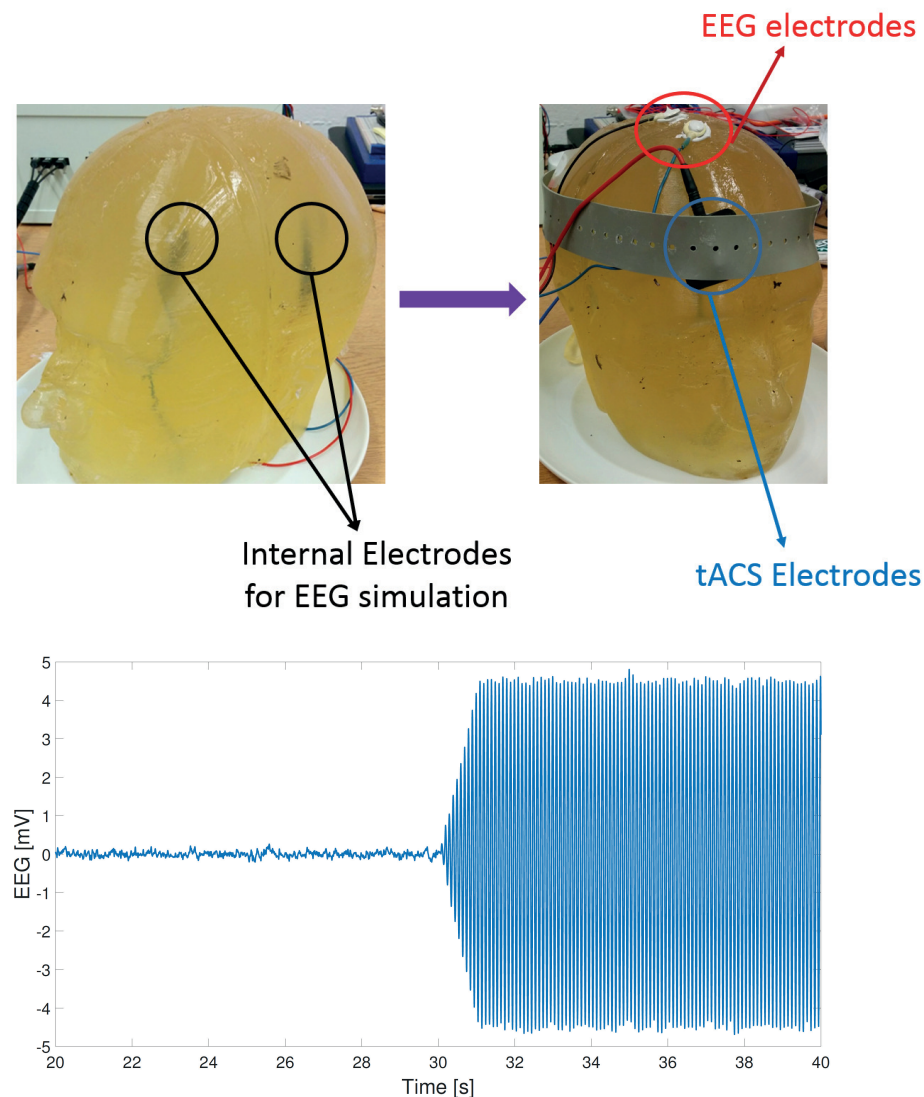 EEG electrodes
Internal Electrodes
for EEG simulation
tACS Electrodes
5
4
3
2
1
0
-1
-2
-3
-4
-5
EEG [mV]
20 22 24 26 28 30 32 34 36 38 40
Time [s]